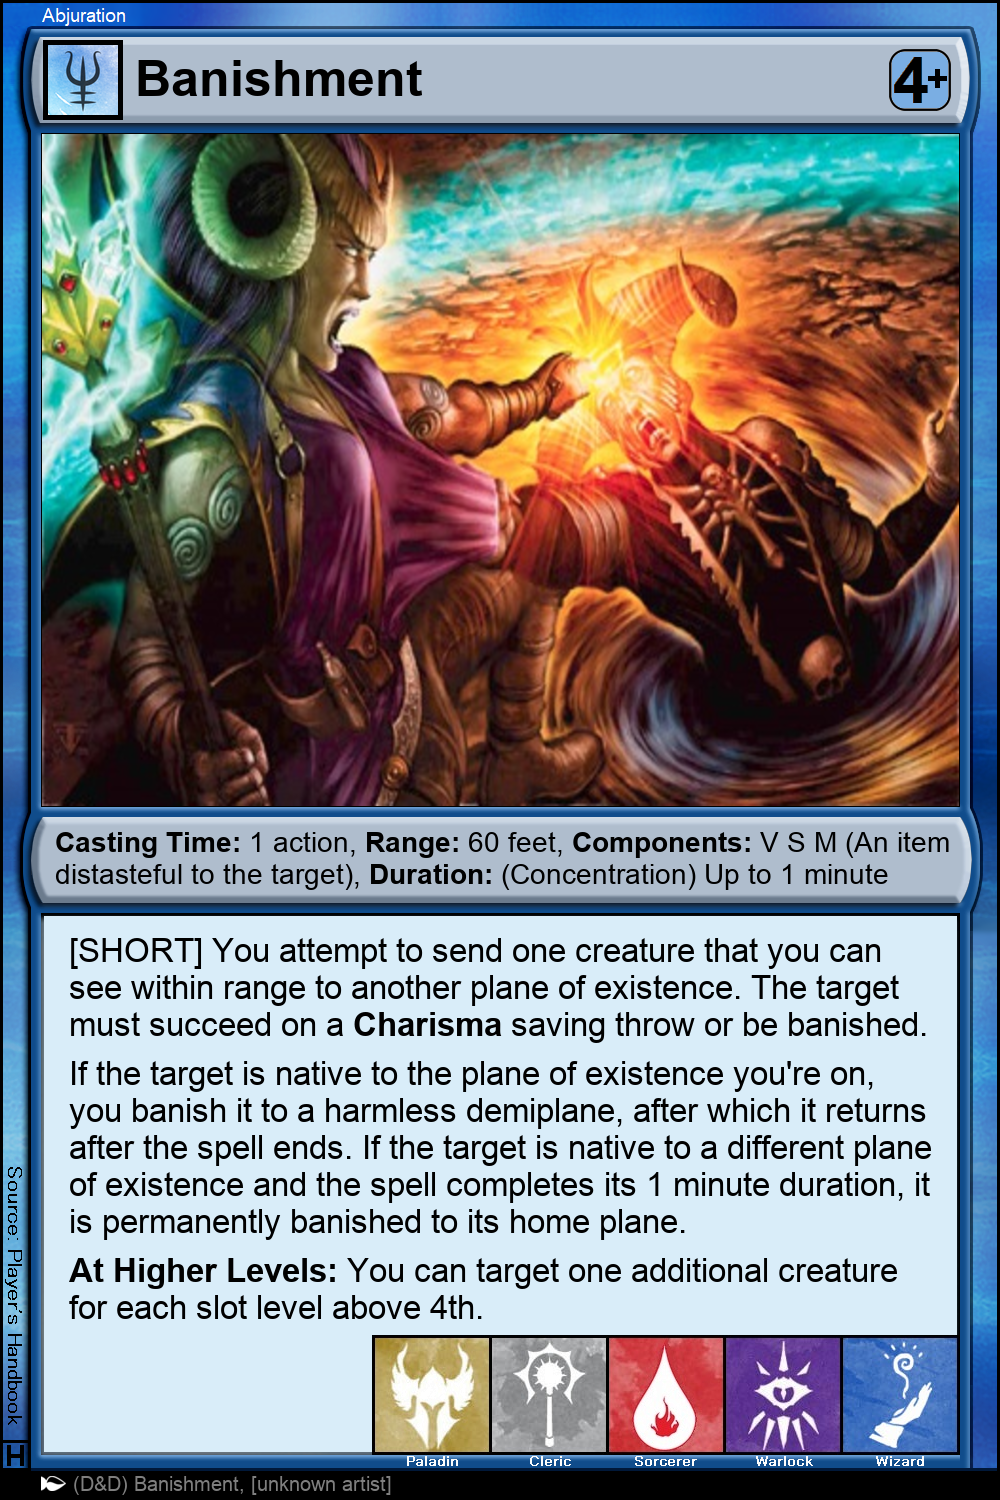 Abjuration
Banishment
4+
Casting Time: 1 action, Range: 60 feet, Components: V S M (An item
distasteful to the target), Duration: (Concentration) Up to 1 minute
[SHORT] You attempt to send one creature that you can
see within range to another plane of existence. The target
must succeed on a Charisma saving throw or be banished.
If the target is native to the plane of existence you're on,
you banish it to a harmless demiplane, after which it returns
after the spell ends. If the target is native to a different plane
of existence and the spell completes its 1 minute duration, it
is permanently banished to its home plane.
At Higher Levels: You can target one additional creature
for each slot level above 4th.
Source: Player's Handbook
H
Paladin Cleric Sorcerer Warlock Wizard
(D&D) Banishment, [unknown artist]